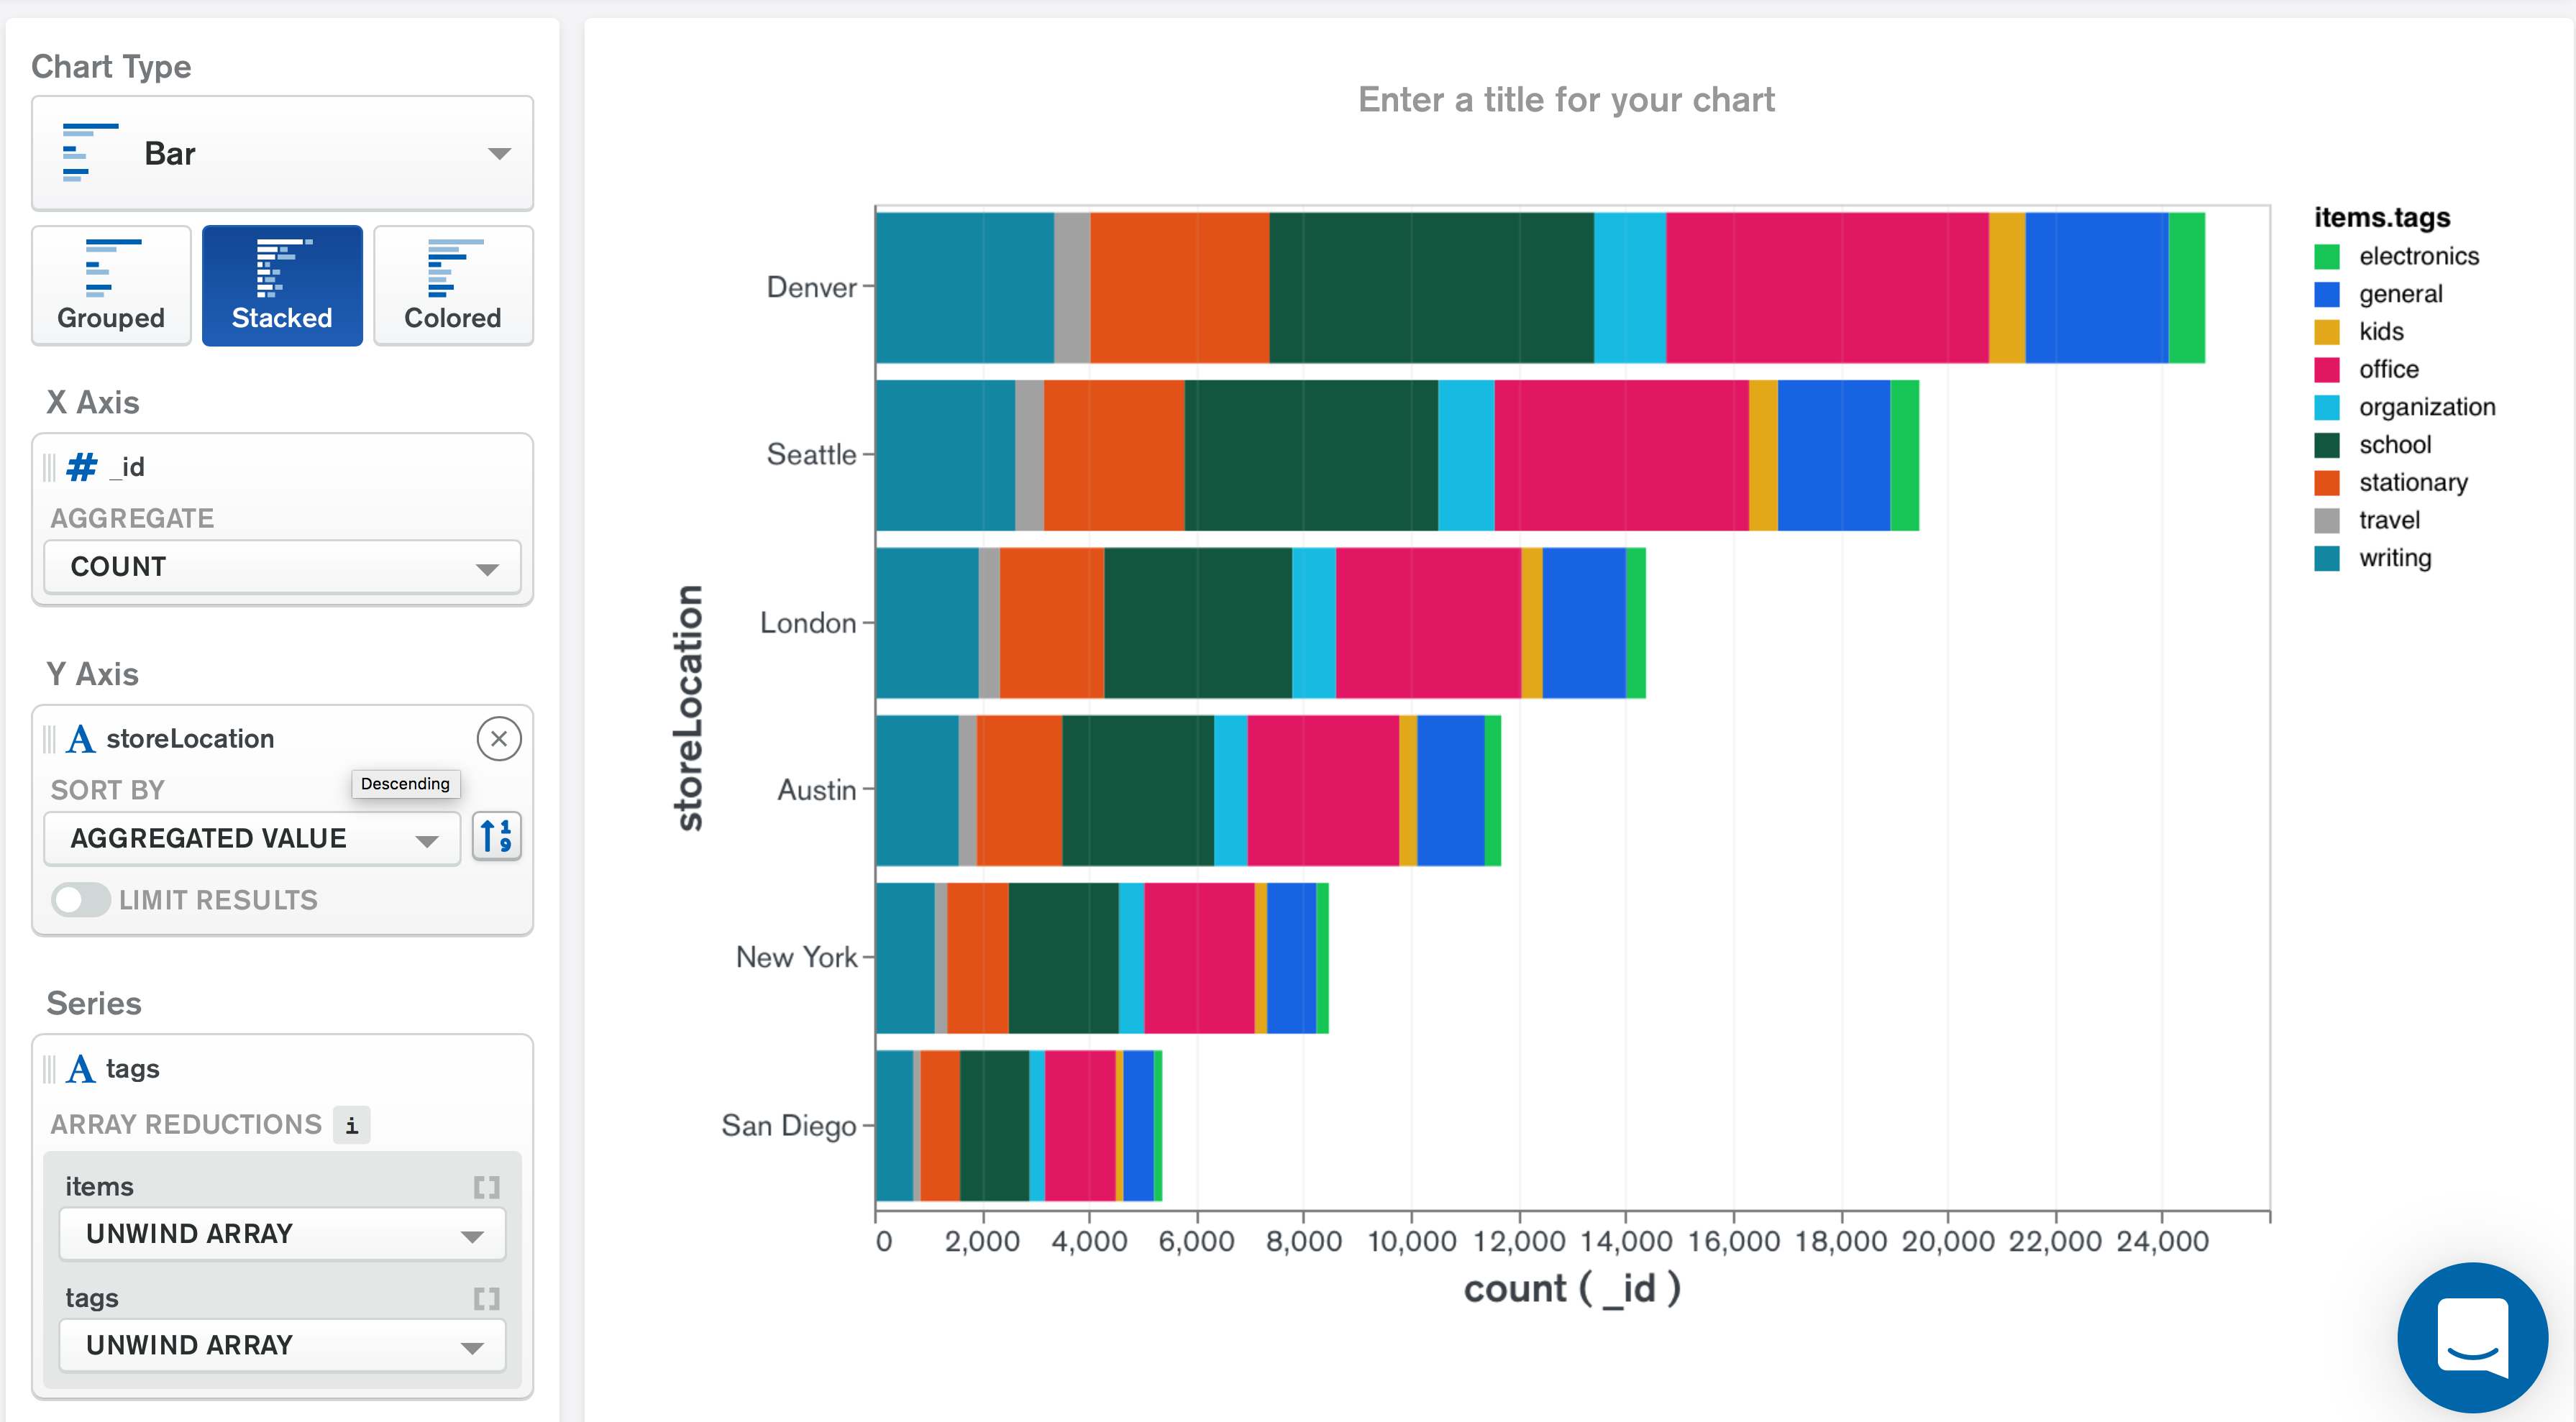 Chart Type
Bar
Grouped
Stacked
Colored
X Axis
# _id
AGGREGATE
COUNT
Y Axis
A storeLocation
Descending
SORT BY
AGGREGATED VALUE
1
9
LIMIT RESULTS
Series
A tags
ARRAY REDUCTIONS i
items
UNWIND ARRAY
tags
UNWIND ARRAY
Enter a title for your chart
storeLocation
Denver
Seattle
London
Austin
New York
San Diego
0 2,000 4,000 6,000 8,000 10,000 12,000 14,000 16,000 18,000 20,000 22,000 24,000
count ( _id )
items.tags
electronics
general
kids
office
organization
school
stationary
travel
writing